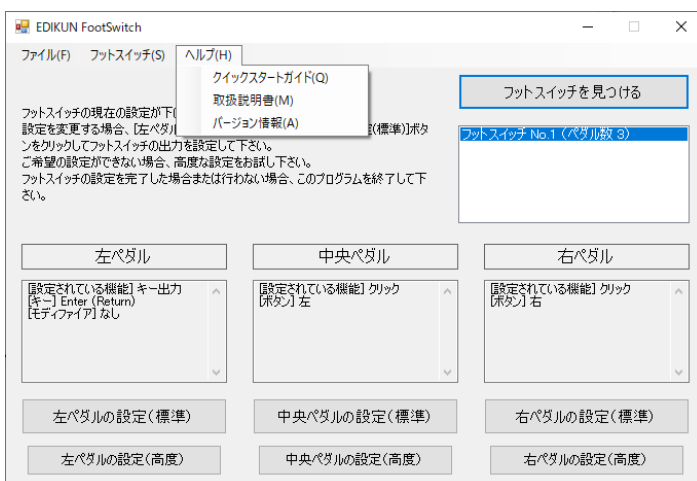 EDIKUN FootSwitch
ファイル(F) フットスイッチ(S) ヘルプ(H)
クイックスタートガイド(Q)
取扱説明書(M)
バージョン情報(A)
フットスイッチを見つける
フットスイッチの現在の設定が下
設定を変更する場合、[左ペダル
(標準)]ボタ
ンをクリックしてフットスイッチの出力を設定して下さい。
ご希望の設定ができない場合、高度な設定をお試し下さい。
フットスイッチの設定を完了した場合または行わない場合、このプログラムを終了して下
さい。
フットスイッチ No.1 (ペダル数 3)
左ペダル 中央ペダル 右ペダル
[設定されている機能] キー出力
[キー] Enter (Return)
[モディファイア] なし
[設定されている機能] クリック
[ボタン] 左
[設定されている機能] クリック
[ボタン] 右
左ペダルの設定(標準) 中央ペダルの設定(標準) 右ペダルの設定(標準)
左ペダルの設定(高度) 中央ペダルの設定(高度) 右ペダルの設定(高度)